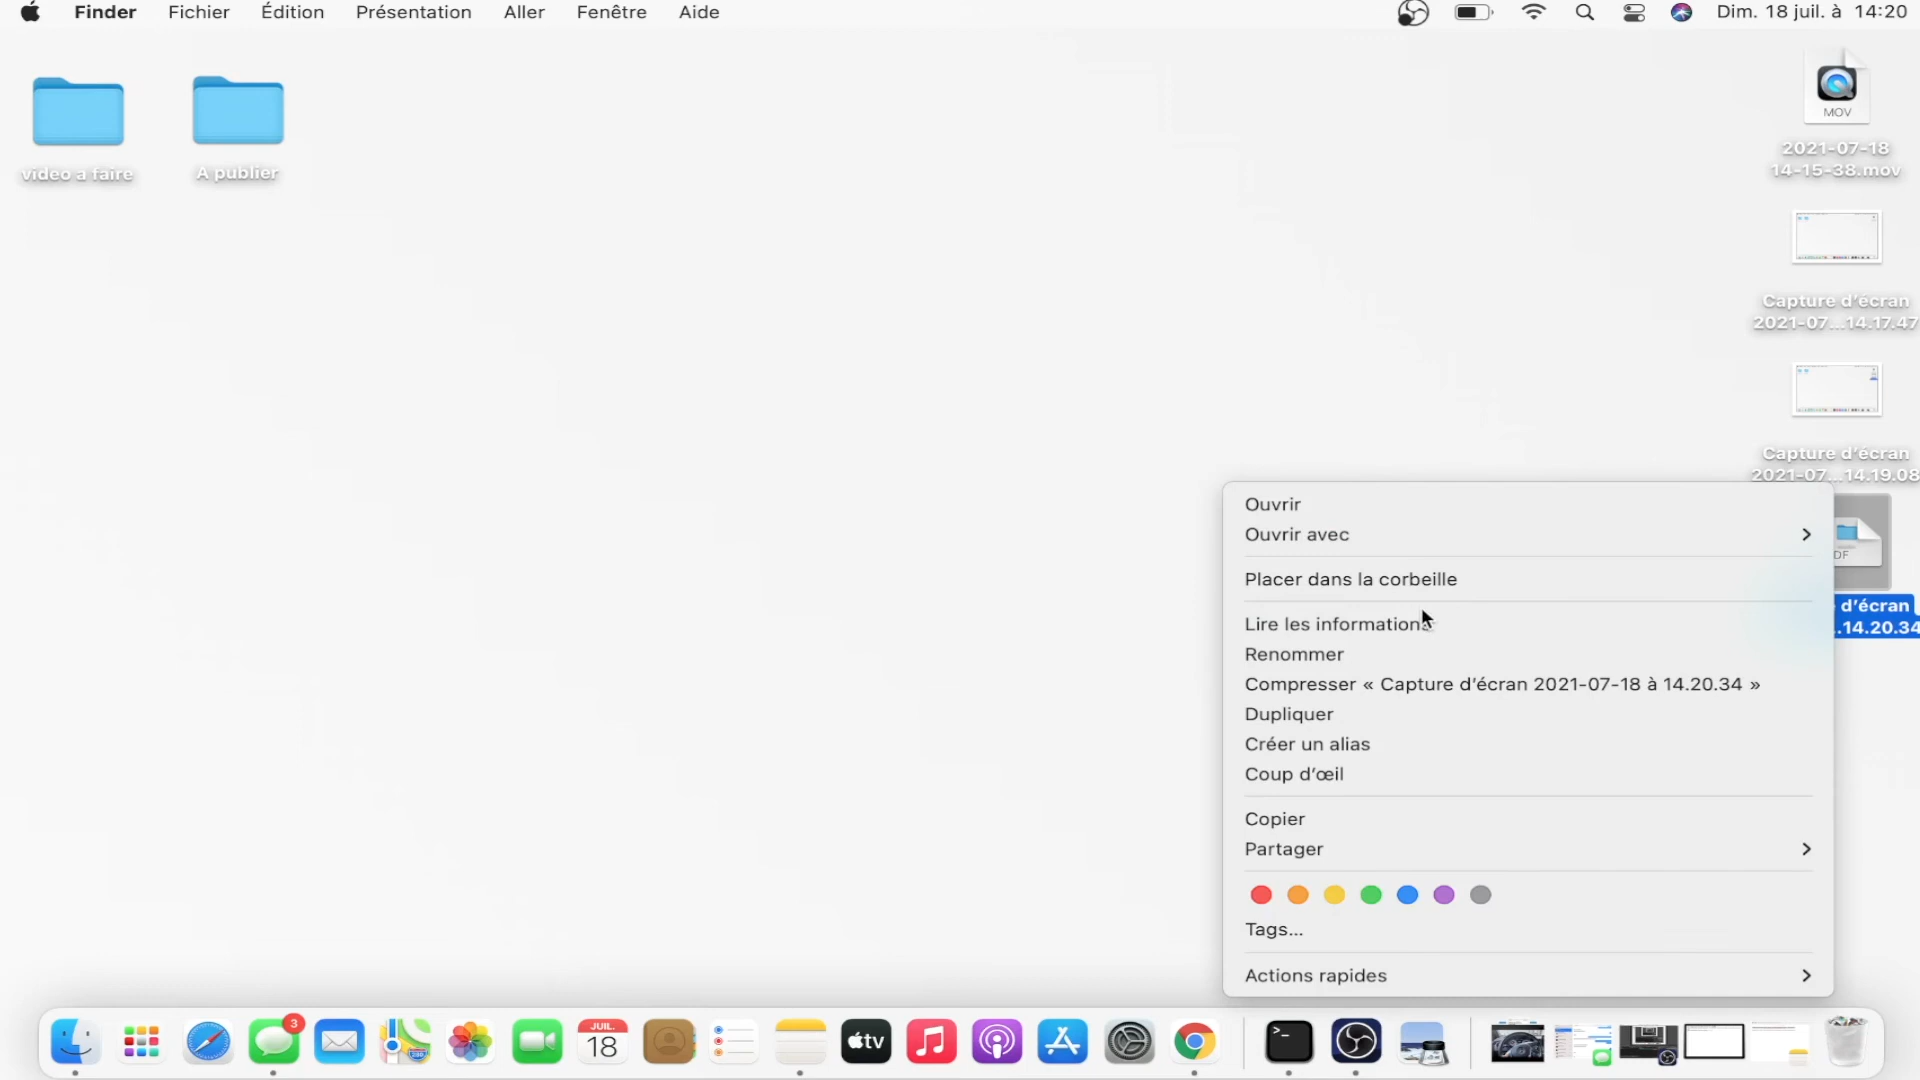 Finder Fichier Édition Présentation Aller Fenêtre Aide Dim. 18 juil. à 14:20
video a faire
A publier
MOV
2021-07-18
14-15-38.mov
Capture d'écran
2021-07...14.17.47
Capture d'écran
2021-07...14.19.08
DF
d'écran
..14.20.34
Ouvrir
Ouvrir avec
Placer dans la corbeille
Lire les informations
Renommer
Compresser « Capture d'écran 2021-07-18 à 14.20.34 »
Dupliquer
Créer un alias
Coup d'œil
Copier
Partager
Tags...
Actions rapides
3
JUIL.
18
tv
>_